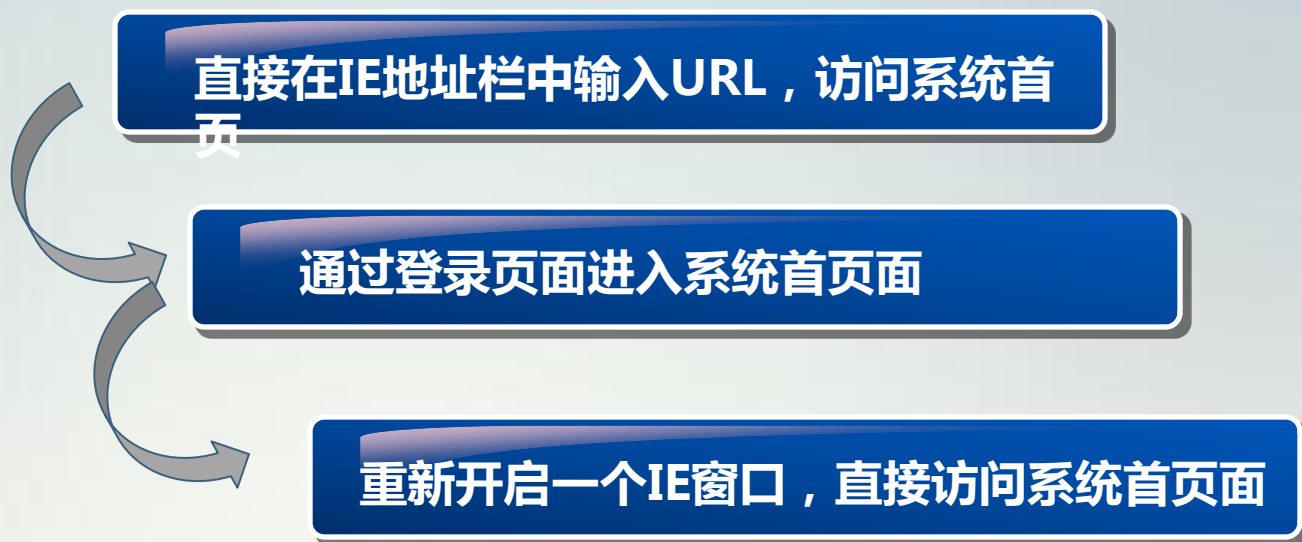 直接在IE地址栏中输入URL，访问系统首
页
通过登录页面进入系统首页面
重新开启一个IE窗口，直接访问系统首页面